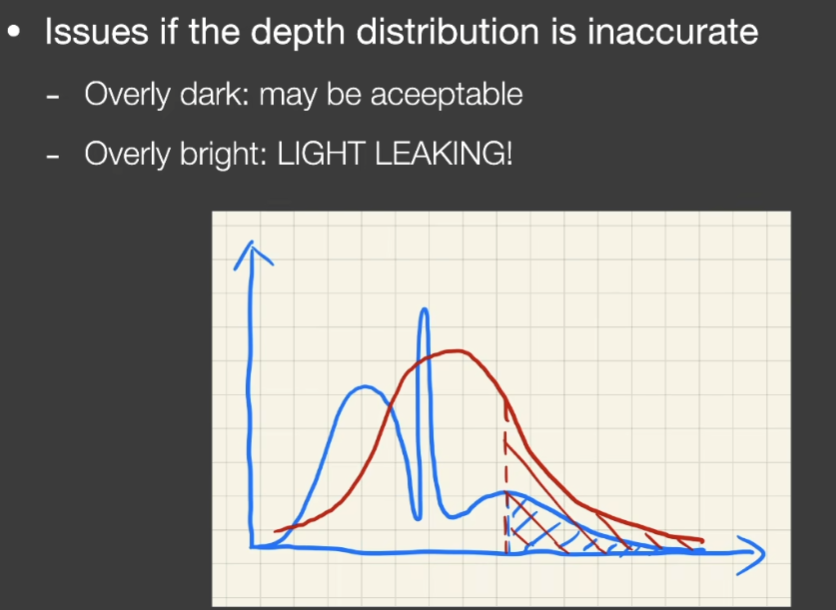 • Issues if the depth distribution is inaccurate
- Overly dark: may be aceeptable
- Overly bright: LIGHT LEAKING!